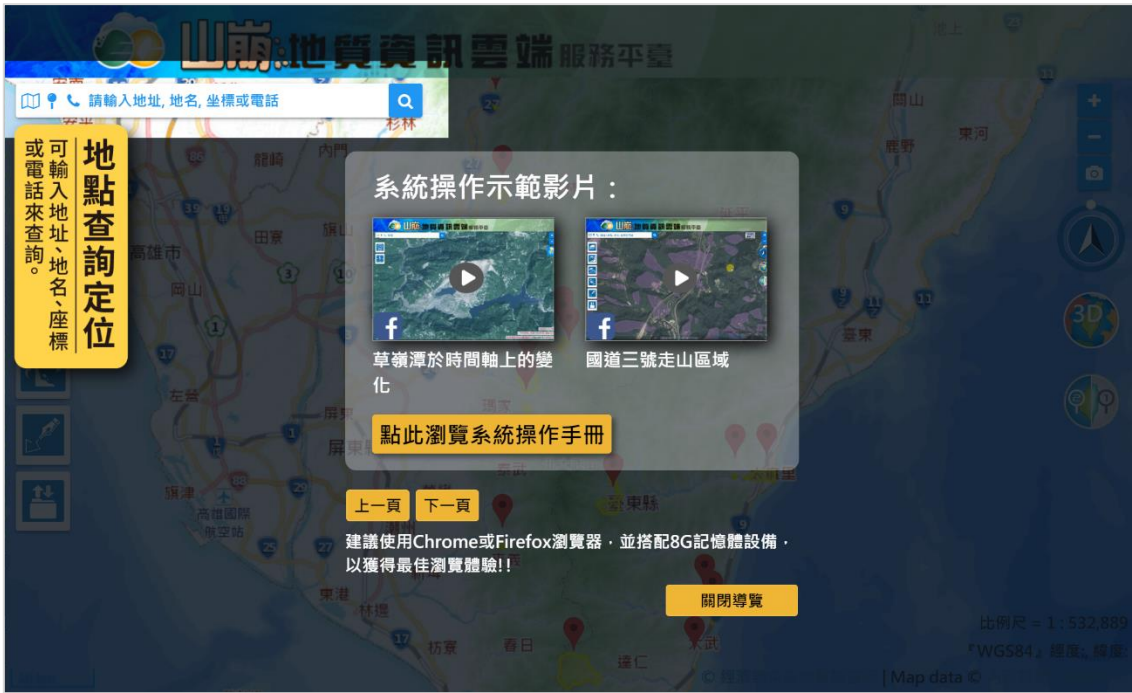 山崩地質資訊雲端服務平臺
請輸入地址, 地名, 坐標或電話
地點查詢定位
可輸入地址、地名、座標
或電話來查詢。
系統操作示範影片：
草嶺潭於時間軸上的變
化
國道三號走山區域
點此瀏覽系統操作手冊
上一頁 下一頁
建議使用Chrome或Firefox瀏覽器，並搭配8G記憶體設備，
以獲得最佳瀏覽體驗!!
關閉導覽
池上
關山
東河
鹿野
杉林
內門
龍崎
旗山
田寮
高雄市
岡山
左營
屏東
旗津
高雄國際
航空站
東港
林邊
枋寮
春日
達仁
大武
臺東
臺東縣
泰武
3D
比例尺 = 1 : 532,889
『WGS84』經度:, 緯度:
| Map data ©